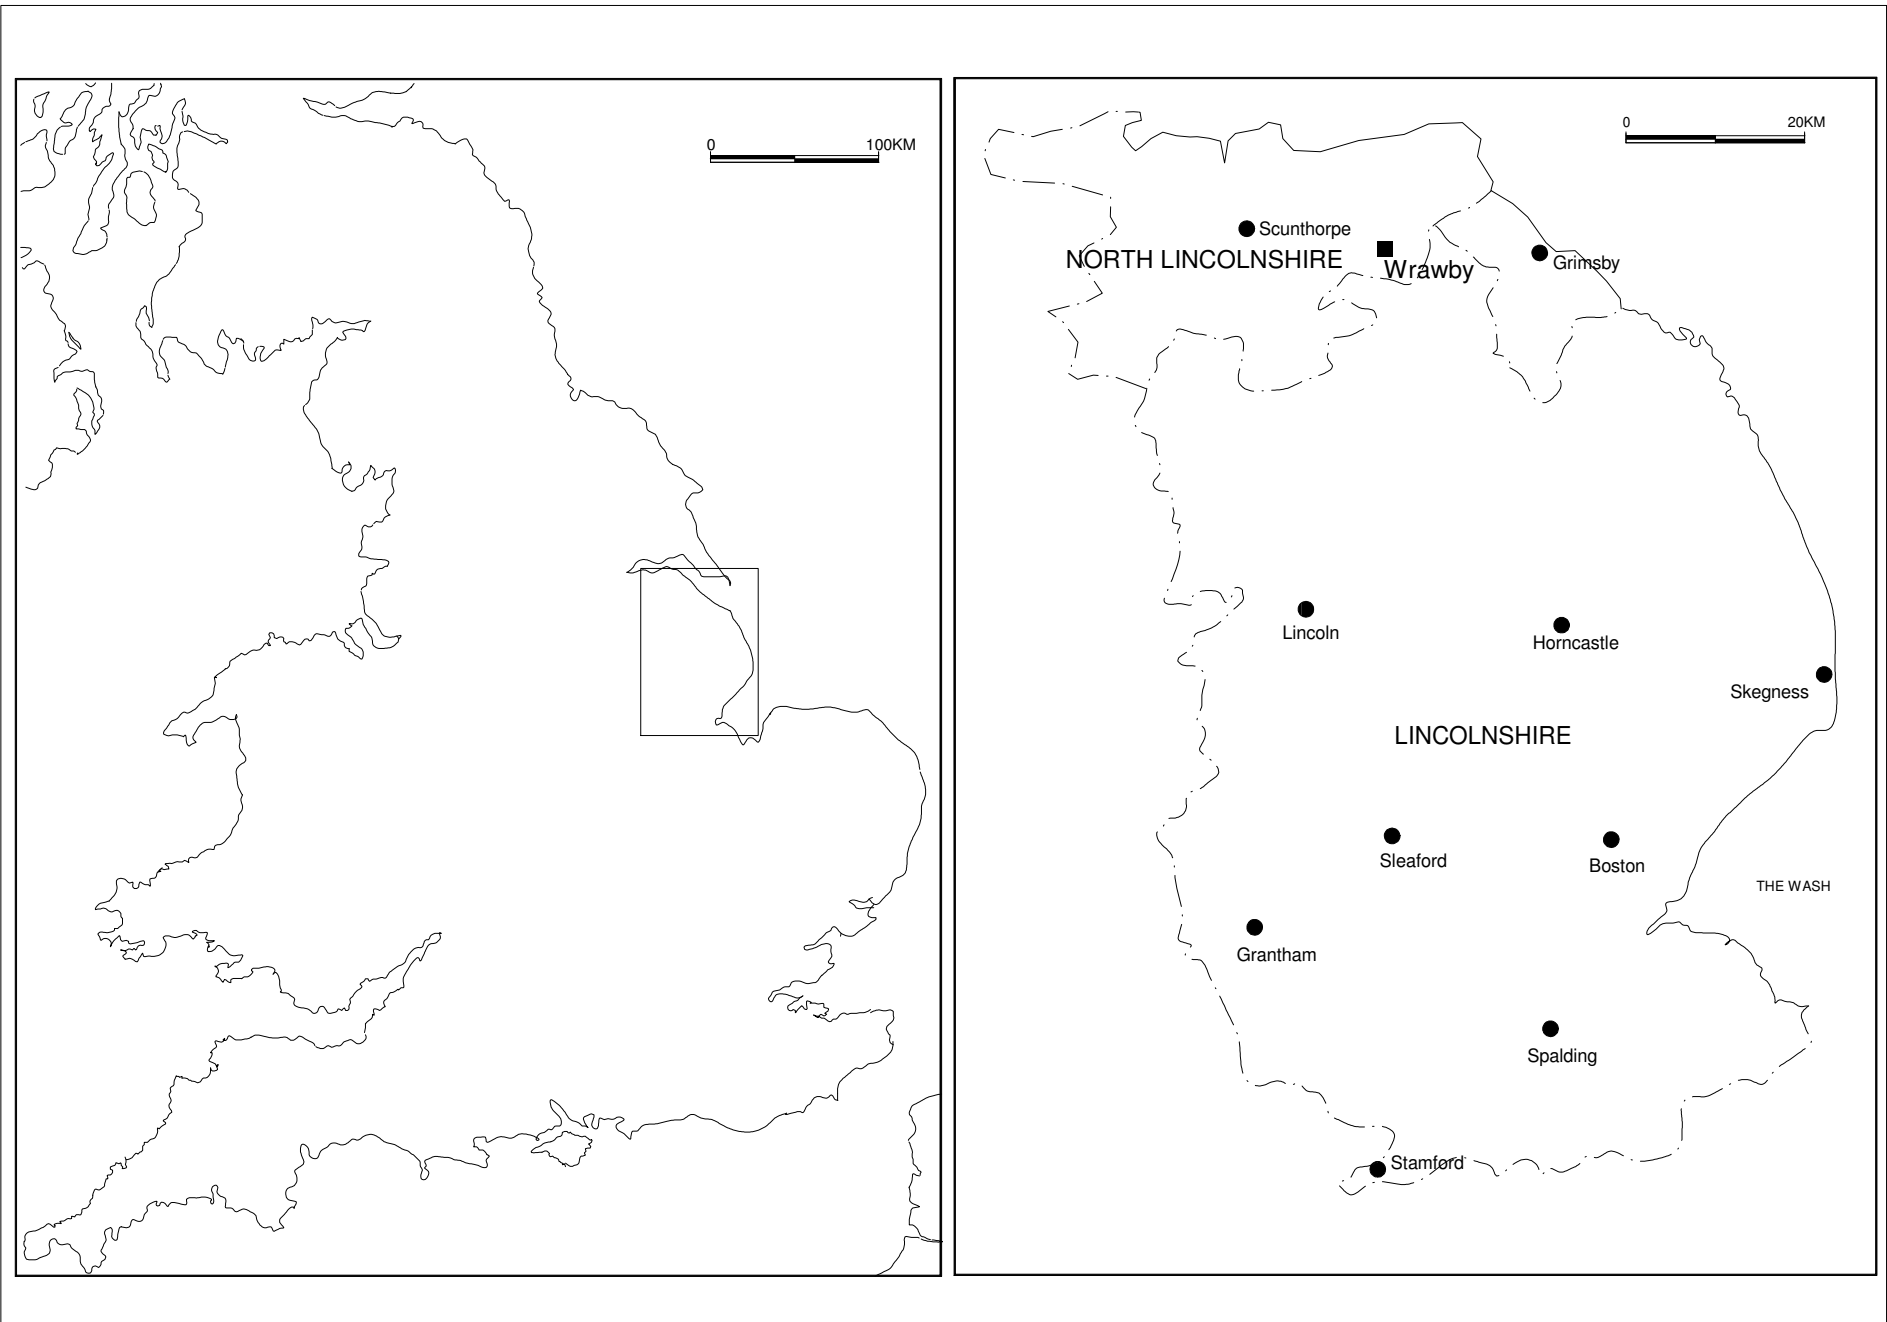 0 100KM
0 20KM
Scunthorpe
NORTH LINCOLNSHIRE
Wrawby
Grimsby
Lincoln
Horncastle
Skegness
LINCOLNSHIRE
Sleaford
Boston
THE WASH
Grantham
Spalding
Stamford